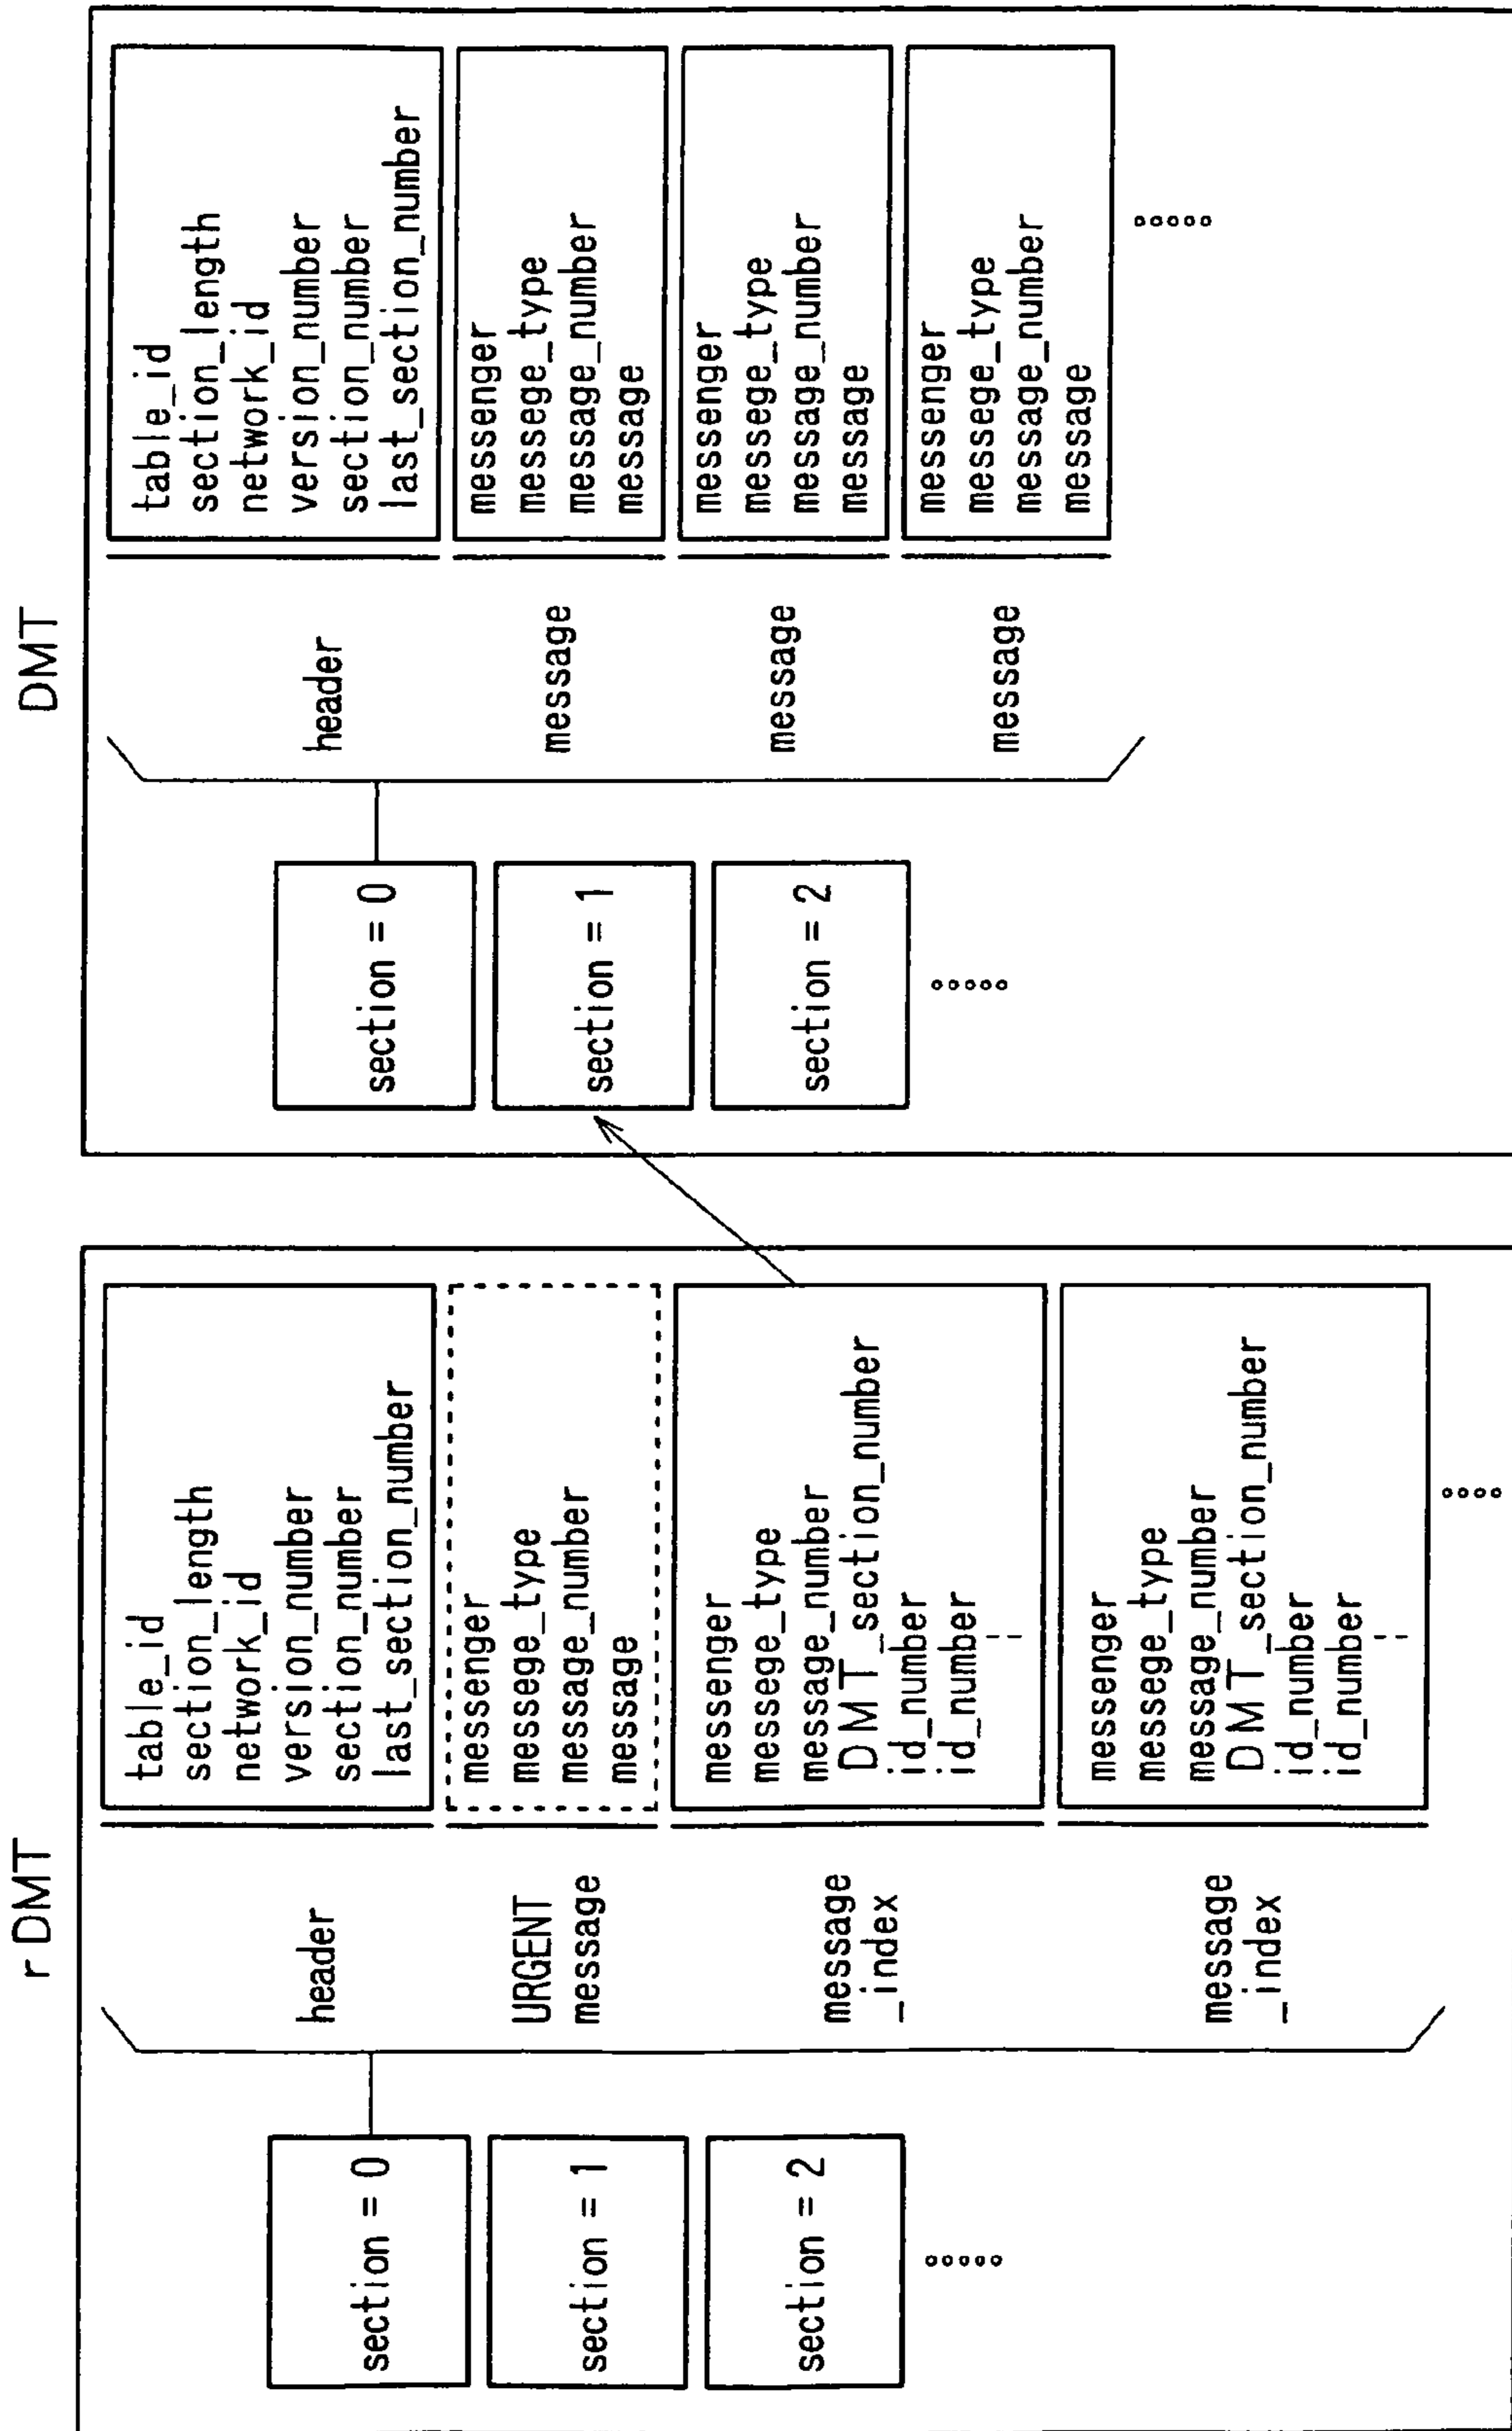 r DMT
section = 0
section = 1
section = 2
header
table_id
section_length
network_id
version_number
section_number
last_section_number
URGENT
message
messenger
messege_type
message_number
message
message
_index
messenger
messege_type
message_number
DMT_section_number
id_number
id_number
message
_index
messenger
messege_type
message_number
DMT_section_number
id_number
id_number
DMT
section = 0
section = 1
section = 2
header
table_id
section_length
network_id
version_number
section_number
last_section_number
message
messenger
messege_type
message_number
message
message
messenger
messege_type
message_number
message
message
messenger
messege_type
message_number
message